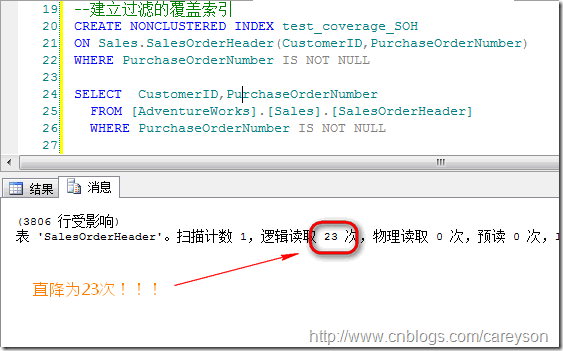 19 --建立过滤的覆盖索引
20 CREATE NONCLUSTERED INDEX test_coverage_SOH
21 ON Sales.SalesOrderHeader(CustomerID,PurchaseOrderNumber)
22 WHERE PurchaseOrderNumber IS NOT NULL
23
24 SELECT  CustomerID,PurchaseOrderNumber
25 FROM [AdventureWorks].[Sales].[SalesOrderHeader]
26 WHERE PurchaseOrderNumber IS NOT NULL
27
结果 消息
(3806 行受影响)
表 'SalesOrderHeader'。扫描计数 1，逻辑读取 23 次，物理读取 0 次，预读 0 次，
直降为23次！！！
http://www.cnblogs.com/careyson